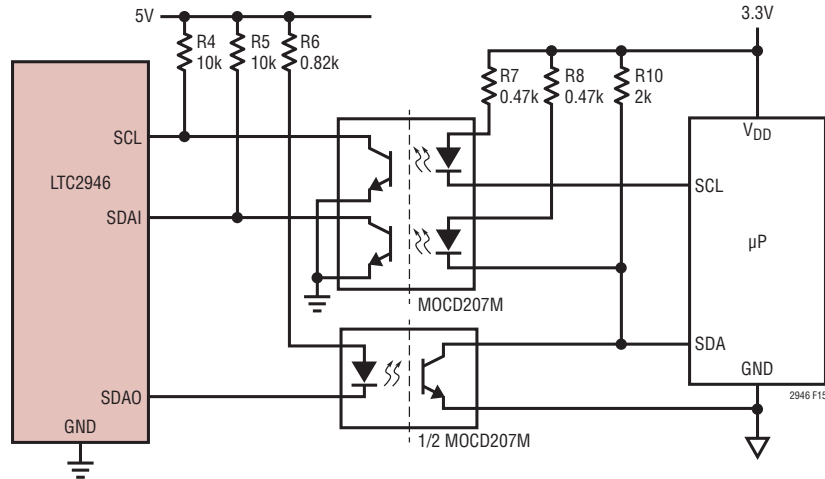 5V
3.3V
R4
10k
R5
10k
R6
0.82k
R7
0.47k
R8
0.47k
R10
2k
VDD
SCL
LTC2946
SCL
SDAI
µP
MOCD207M
SDA
SDAO
GND
GND
2946 F15
1/2 MOCD207M